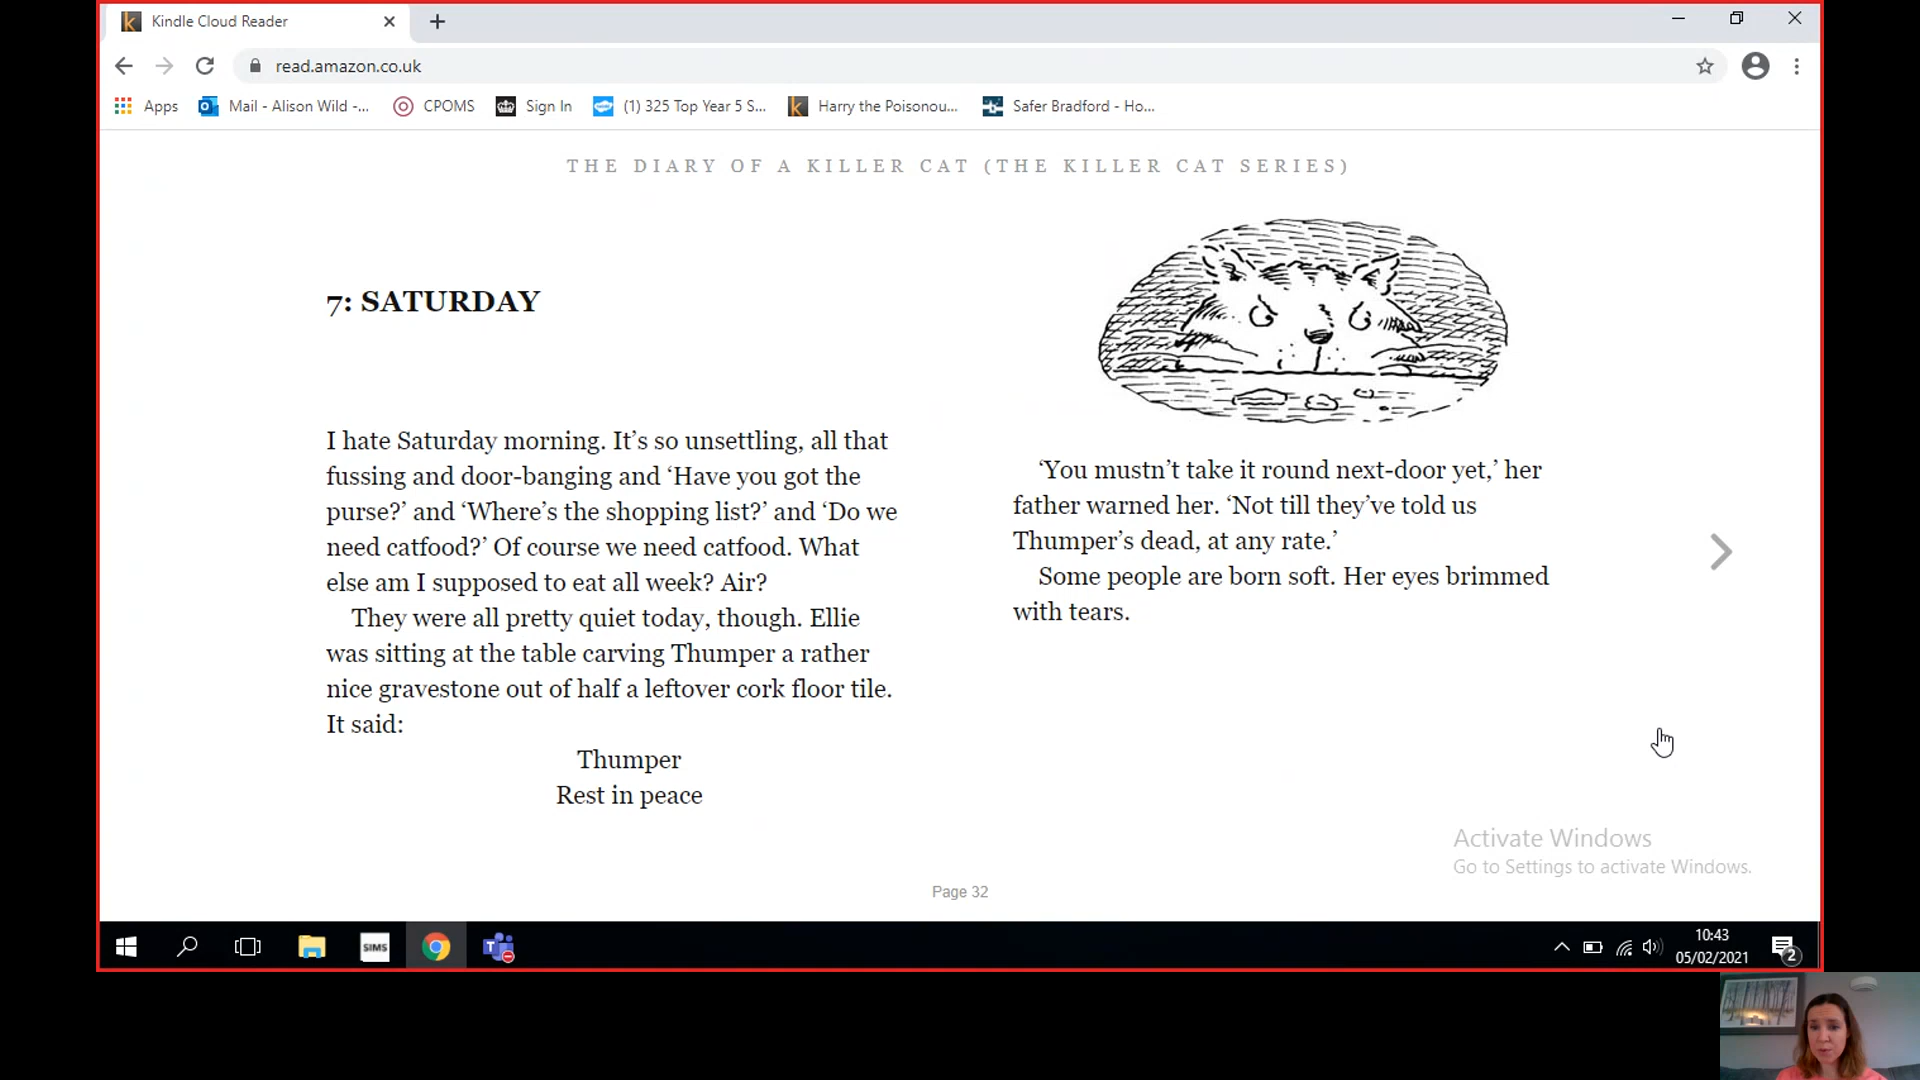 Kindle Cloud Reader
read.amazon.co.uk
Apps
Mail - Alison Wild -...
CPOMS
Sign In
(1) 325 Top Year 5 S...
Harry the Poisonou...
Safer Bradford - Ho...
THE DIARY OF A KILLER CAT (THE KILLER CAT SERIES)
7: SATURDAY
I hate Saturday morning. It’s so unsettling, all that
fussing and door-banging and ‘Have you got the
purse?’ and ‘Where’s the shopping list?’ and ‘Do we
need catfood?’ Of course we need catfood. What
else am I supposed to eat all week? Air?
They were all pretty quiet today, though. Ellie
was sitting at the table carving Thumper a rather
nice gravestone out of half a leftover cork floor tile.
It said:
Thumper
Rest in peace
‘You mustn’t take it round next-door yet,’ her
father warned her. ‘Not till they’ve told us
Thumper’s dead, at any rate.’
Some people are born soft. Her eyes brimmed
with tears.
Activate Windows
Go to Settings to activate Windows.
Page 32
SIMS
10:43
05/02/2021
2